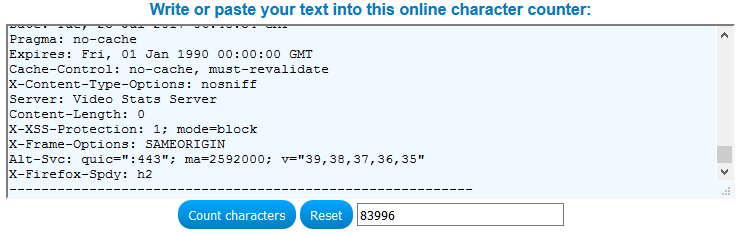 Write or paste your text into this online character counter:
Pragma: no-cache
Expires: Fri, 01 Jan 1990 00:00:00 GMT
Cache-Control: no-cache, must-revalidate
X-Content-Type-Options: nosniff
Server: Video Stats Server
Content-Length: 0
X-XSS-Protection: 1; mode=block
X-Frame-Options: SAMEORIGIN
Alt-Svc: quic=":443"; ma=2592000; v="39,38,37,36,35"
X-Firefox-Spdy: h2
----------------------------------------------------------
Count characters Reset 83996